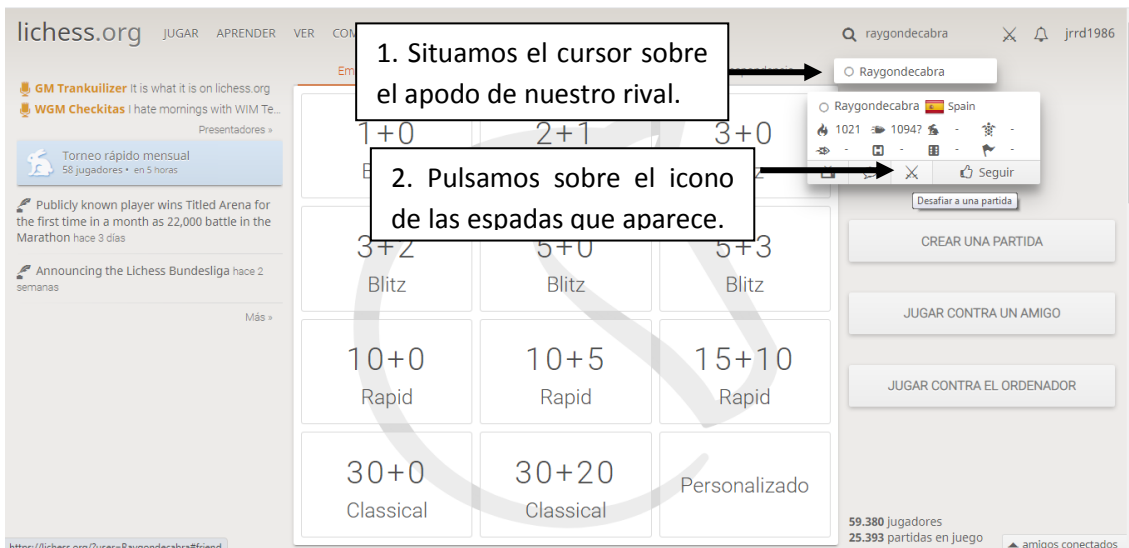 lichess.org JUGAR APRENDER VER COM
raygondecabra jrrd1986
1. Situamos el cursor sobre
el apodo de nuestro rival.
Raygondecabra
GM Trankuilizer It is what it is on lichess.org
WGM Checkitas I hate mornings with WIM Te...
Presentadores »
Torneo rápido mensual
58 jugadores • en 5 horas
Publicly known player wins Titled Arena for
the first time in a month as 22,000 battle in the
Marathon hace 3 días
Announcing the Lichess Bundesliga hace 2
semanas
Más »
Raygondecabra Spain
1021 1094? - -
- - - -
Seguir
Desafiar a una partida
2. Pulsamos sobre el icono
de las espadas que aparece.
1+0 2+1 3+0
3+2 5+0 5+3
Blitz Blitz Blitz
10+0 10+5 15+10
Rapid Rapid Rapid
30+0 30+20 Personalizado
Classical Classical
CREAR UNA PARTIDA
JUGAR CONTRA UN AMIGO
JUGAR CONTRA EL ORDENADOR
59.380 jugadores
25.393 partidas en juego
amigos conectados
https://lichess.org/?user=Raygondecabra#friend